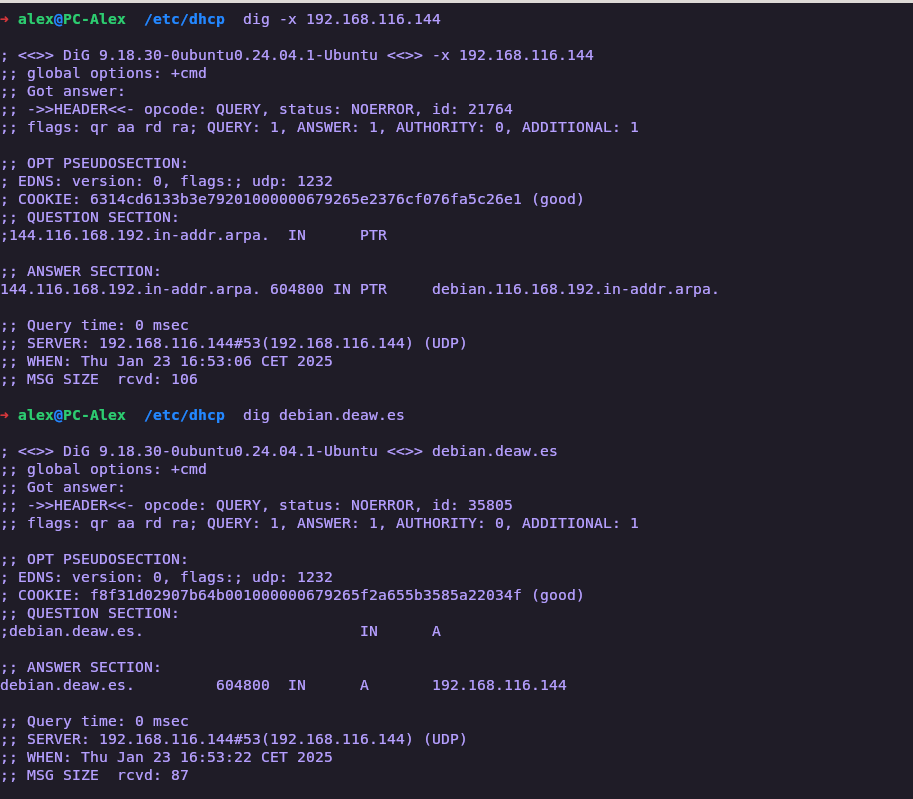 ➜ alex@PC-Alex  /etc/dhcp  dig -x 192.168.116.144

; <<>> DiG 9.18.30-0ubuntu0.24.04.1-Ubuntu <<>> -x 192.168.116.144
;; global options: +cmd
;; Got answer:
;; ->>HEADER<<- opcode: QUERY, status: NOERROR, id: 21764
;; flags: qr aa rd ra; QUERY: 1, ANSWER: 1, AUTHORITY: 0, ADDITIONAL: 1

;; OPT PSEUDOSECTION:
; EDNS: version: 0, flags:; udp: 1232
; COOKIE: 6314cd6133b3e79201000000679265e2376cf076fa5c26e1 (good)
;; QUESTION SECTION:
;144.116.168.192.in-addr.arpa.  IN      PTR

;; ANSWER SECTION:
144.116.168.192.in-addr.arpa. 604800 IN PTR     debian.116.168.192.in-addr.arpa.

;; Query time: 0 msec
;; SERVER: 192.168.116.144#53(192.168.116.144) (UDP)
;; WHEN: Thu Jan 23 16:53:06 CET 2025
;; MSG SIZE  rcvd: 106

➜ alex@PC-Alex  /etc/dhcp  dig debian.deaw.es

; <<>> DiG 9.18.30-0ubuntu0.24.04.1-Ubuntu <<>> debian.deaw.es
;; global options: +cmd
;; Got answer:
;; ->>HEADER<<- opcode: QUERY, status: NOERROR, id: 35805
;; flags: qr aa rd ra; QUERY: 1, ANSWER: 1, AUTHORITY: 0, ADDITIONAL: 1

;; OPT PSEUDOSECTION:
; EDNS: version: 0, flags:; udp: 1232
; COOKIE: f8f31d02907b64b001000000679265f2a655b3585a22034f (good)
;; QUESTION SECTION:
;debian.deaw.es.                        IN      A

;; ANSWER SECTION:
debian.deaw.es.         604800  IN      A       192.168.116.144

;; Query time: 0 msec
;; SERVER: 192.168.116.144#53(192.168.116.144) (UDP)
;; WHEN: Thu Jan 23 16:53:22 CET 2025
;; MSG SIZE  rcvd: 87